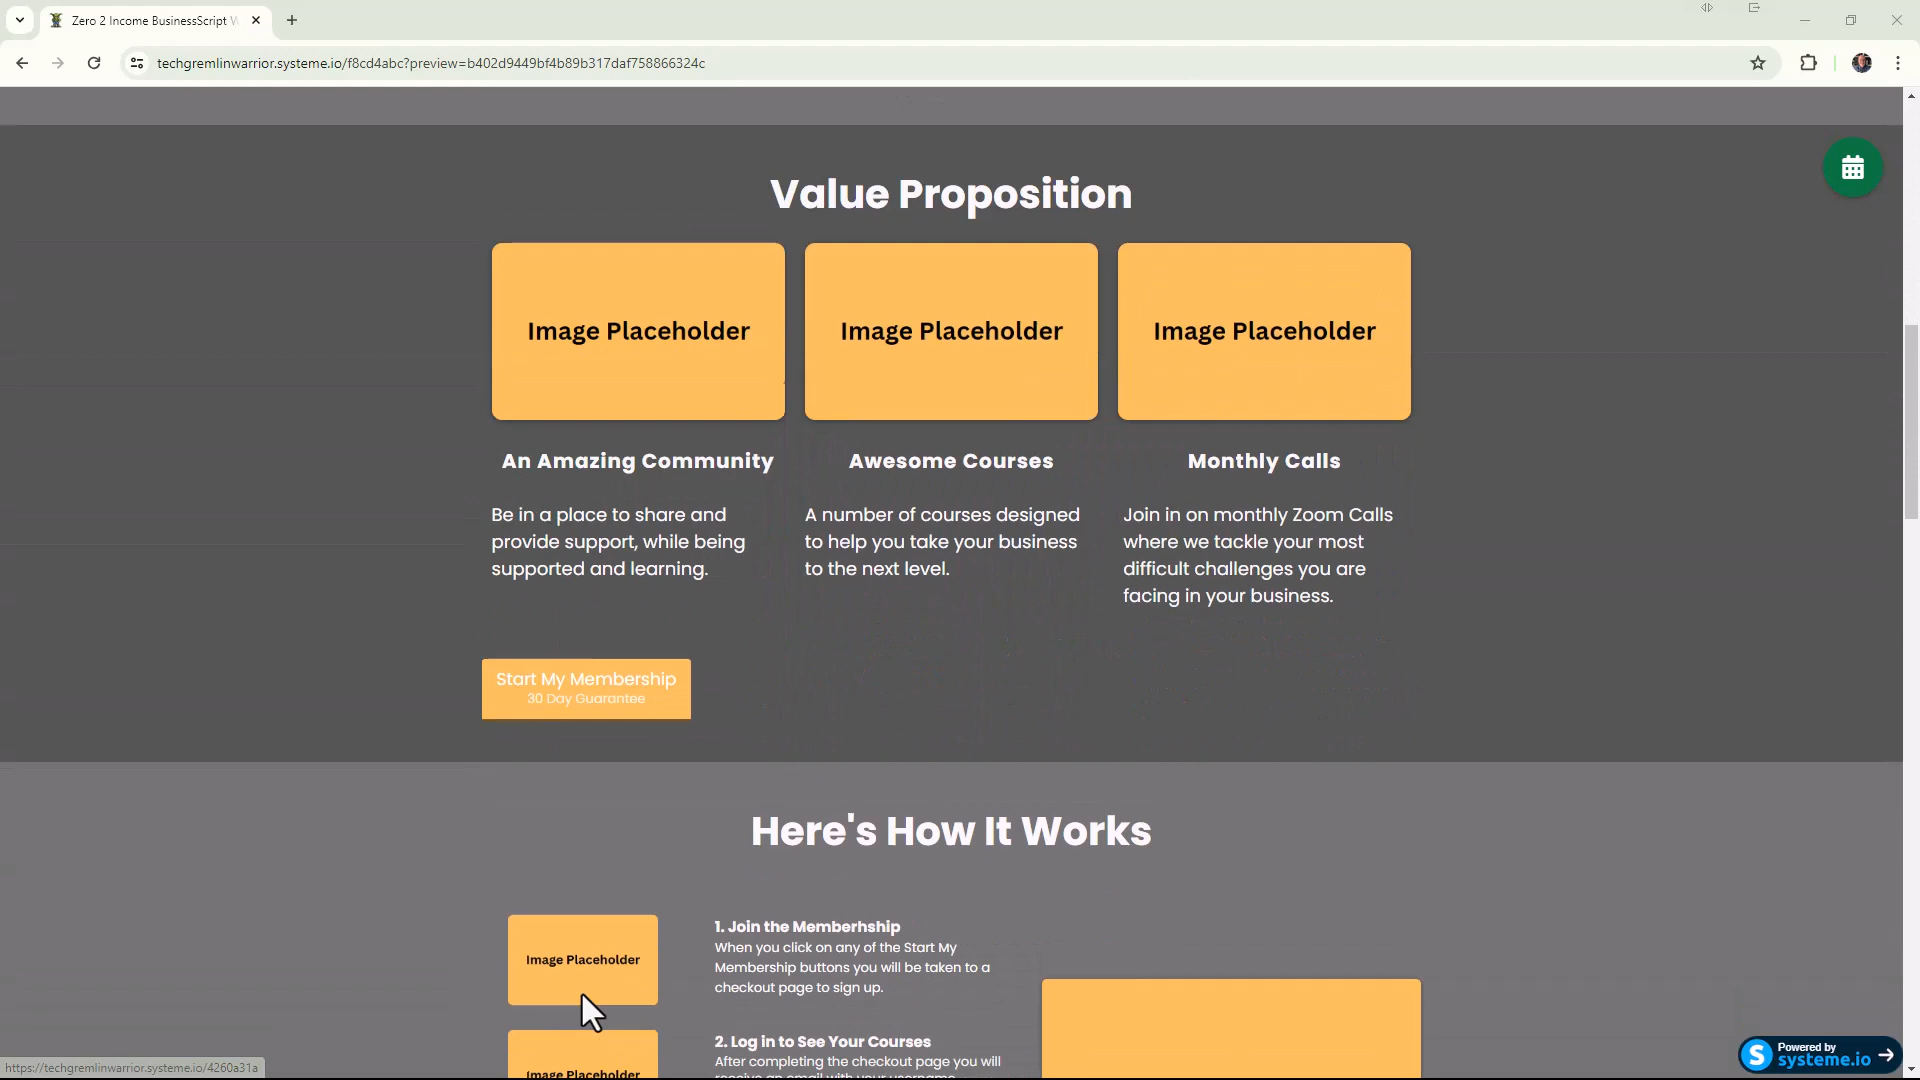 Zero 2 Income BusinessScript W
techgremlinwarrior.systeme.io/f8cd4abc?preview=b402d9449bf4b89b317daf758866324c
Value Proposition
Image Placeholder
Image Placeholder
Image Placeholder
An Amazing Community
Be in a place to share and
provide support, while being
supported and learning.
Awesome Courses
A number of courses designed
to help you take your business
to the next level.
Monthly Calls
Join in on monthly Zoom Calls
where we tackle your most
difficult challenges you are
facing in your business.
Start My Membership
30 Day Guarantee
Here's How It Works
Image Placeholder
1. Join the Memberhship
When you click on any of the Start My
Membership buttons you will be taken to a
checkout page to sign up.
Image Placeholder
2. Log in to See Your Courses
After completing the checkout page you will
receive an email with your username
Powered by
systeme.io
https://techgremlinwarrior.systeme.io/4260a31a